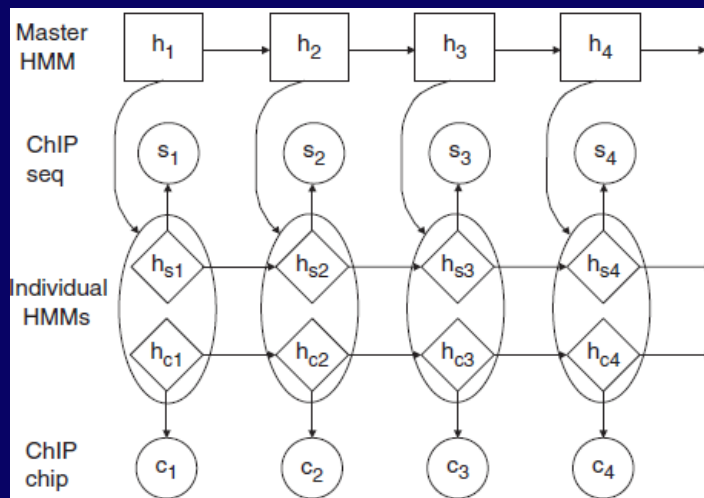 Master
HMM
h1 h2 h3 h4
ChIP
seq
s1 s2 s3 s4
hs1 hs2 hs3 hs4
Individual
HMMs
hc1 hc2 hc3 hc4
ChIP
chip
c1 c2 c3 c4